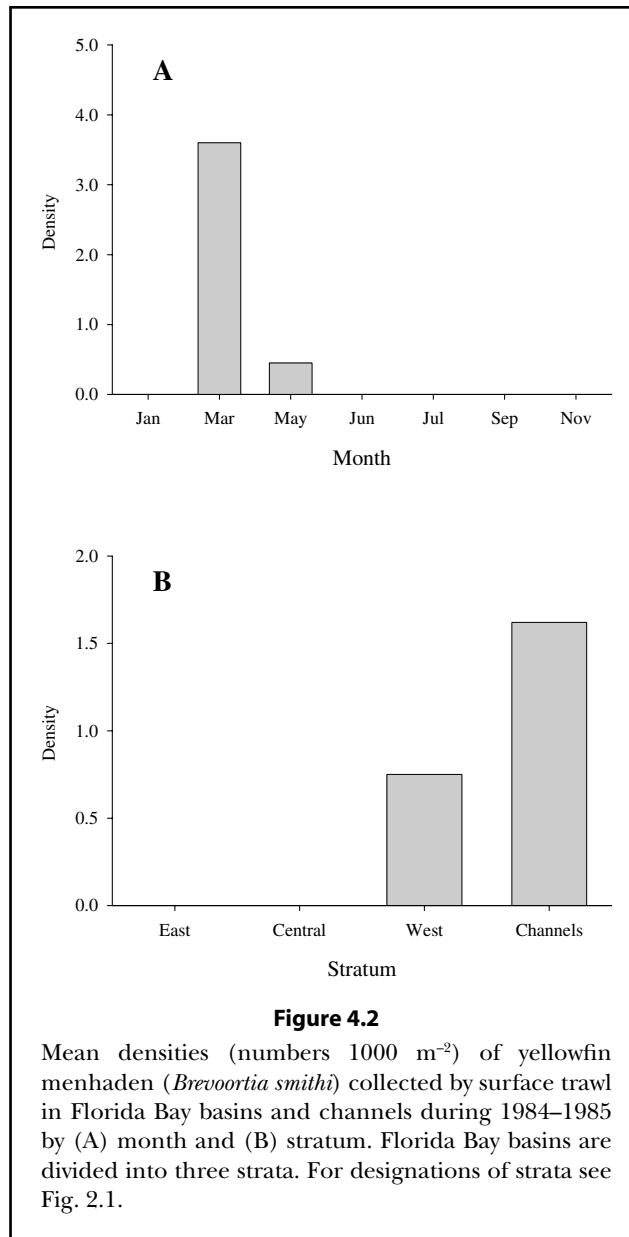 5.0
A
4.0
3.0
Density
2.0
1.0
0.0
Jan Mar May Jun Jul Sep Nov
Month
2.0
B
1.5
Density
1.0
0.5
0.0
East Central West Channels
Stratum
Figure 4.2
Mean densities (numbers 1000 m⁻²) of yellowfin
menhaden (Brevoortia smithi) collected by surface trawl
in Florida Bay basins and channels during 1984–1985
by (A) month and (B) stratum. Florida Bay basins are
divided into three strata. For designations of strata see
Fig. 2.1.